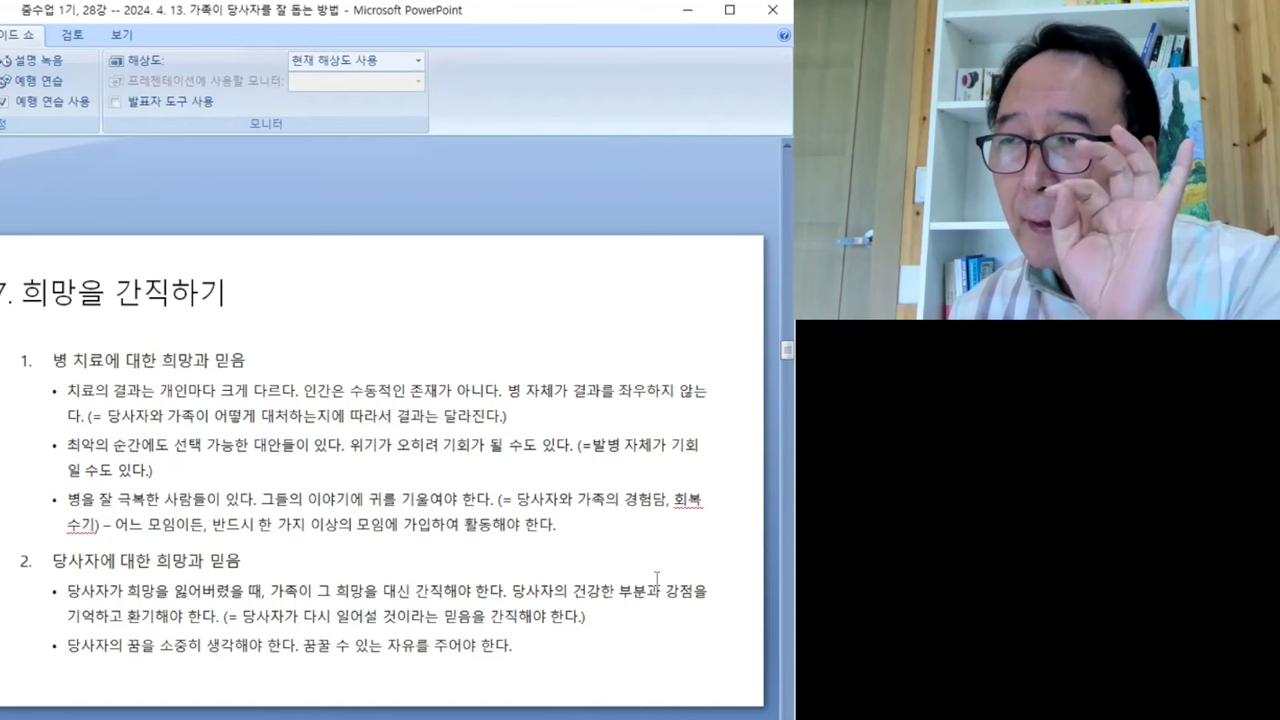 줌수업 1기, 28강 -- 2024. 4. 13. 가족이 당사자를 잘 돕는 방법 - Microsoft PowerPoint
이드 쇼 검토 보기
설명 녹음 해상도: 현재 해상도 사용
예행 연습 프레젠테이션에 사용할 모니터:
예행 연습 사용 발표자 도구 사용
정 모니터
7. 희망을 간직하기
1. 병 치료에 대한 희망과 믿음
• 치료의 결과는 개인마다 크게 다르다. 인간은 수동적인 존재가 아니다. 병 자체가 결과를 좌우하지 않는
다. (= 당사자와 가족이 어떻게 대처하는지에 따라서 결과는 달라진다.)
• 최악의 순간에도 선택 가능한 대안들이 있다. 위기가 오히려 기회가 될 수도 있다. (=발병 자체가 기회
일 수도 있다.)
• 병을 잘 극복한 사람들이 있다. 그들의 이야기에 귀를 기울여야 한다. (= 당사자와 가족의 경험담, 회복
수기) – 어느 모임이든, 반드시 한 가지 이상의 모임에 가입하여 활동해야 한다.
2. 당사자에 대한 희망과 믿음
• 당사자가 희망을 잃어버렸을 때, 가족이 그 희망을 대신 간직해야 한다. 당사자의 건강한 부분과 강점을
기억하고 환기해야 한다. (= 당사자가 다시 일어설 것이라는 믿음을 간직해야 한다.)
• 당사자의 꿈을 소중히 생각해야 한다. 꿈꿀 수 있는 자유를 주어야 한다.